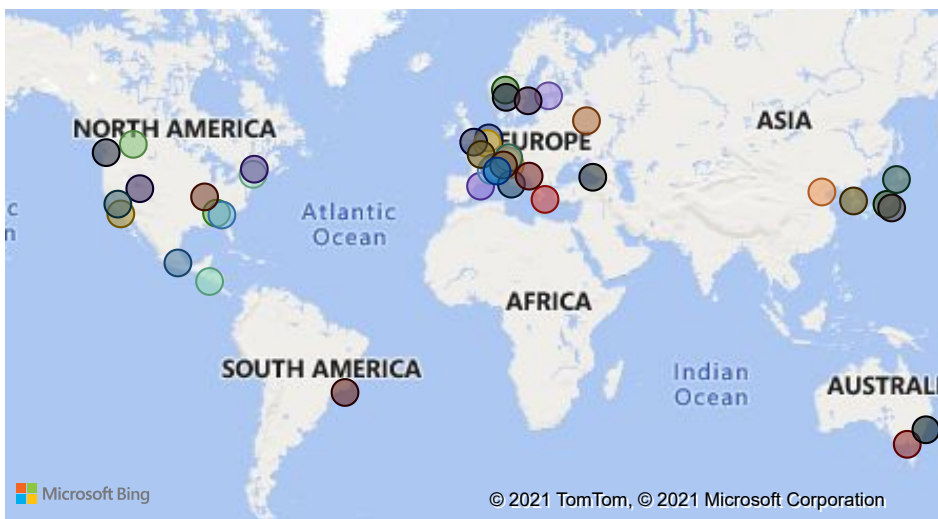 NORTH AMERICA
ASIA
EUROPE
c
n
Atlantic
Ocean
AFRICA
SOUTH AMERICA
Indian
Ocean
AUSTRAL
Microsoft Bing
© 2021 TomTom, © 2021 Microsoft Corporation